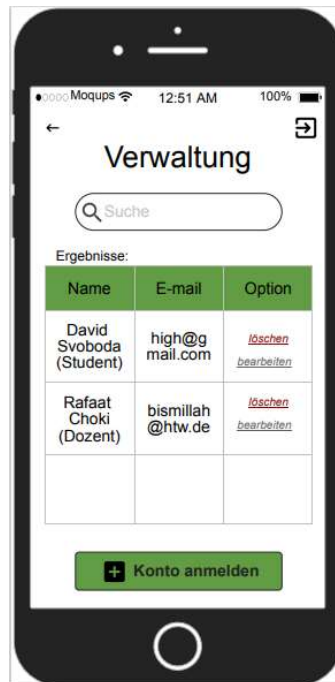 Moqups 12:51 AM 100%
Verwaltung
Suche
Ergebnisse:
Name E-mail Option
David
Svoboda
(Student)
high@g
mail.com
löschen
bearbeiten
Rafaat
Choki
(Dozent)
bismillah
@htw.de
löschen
bearbeiten
Konto anmelden